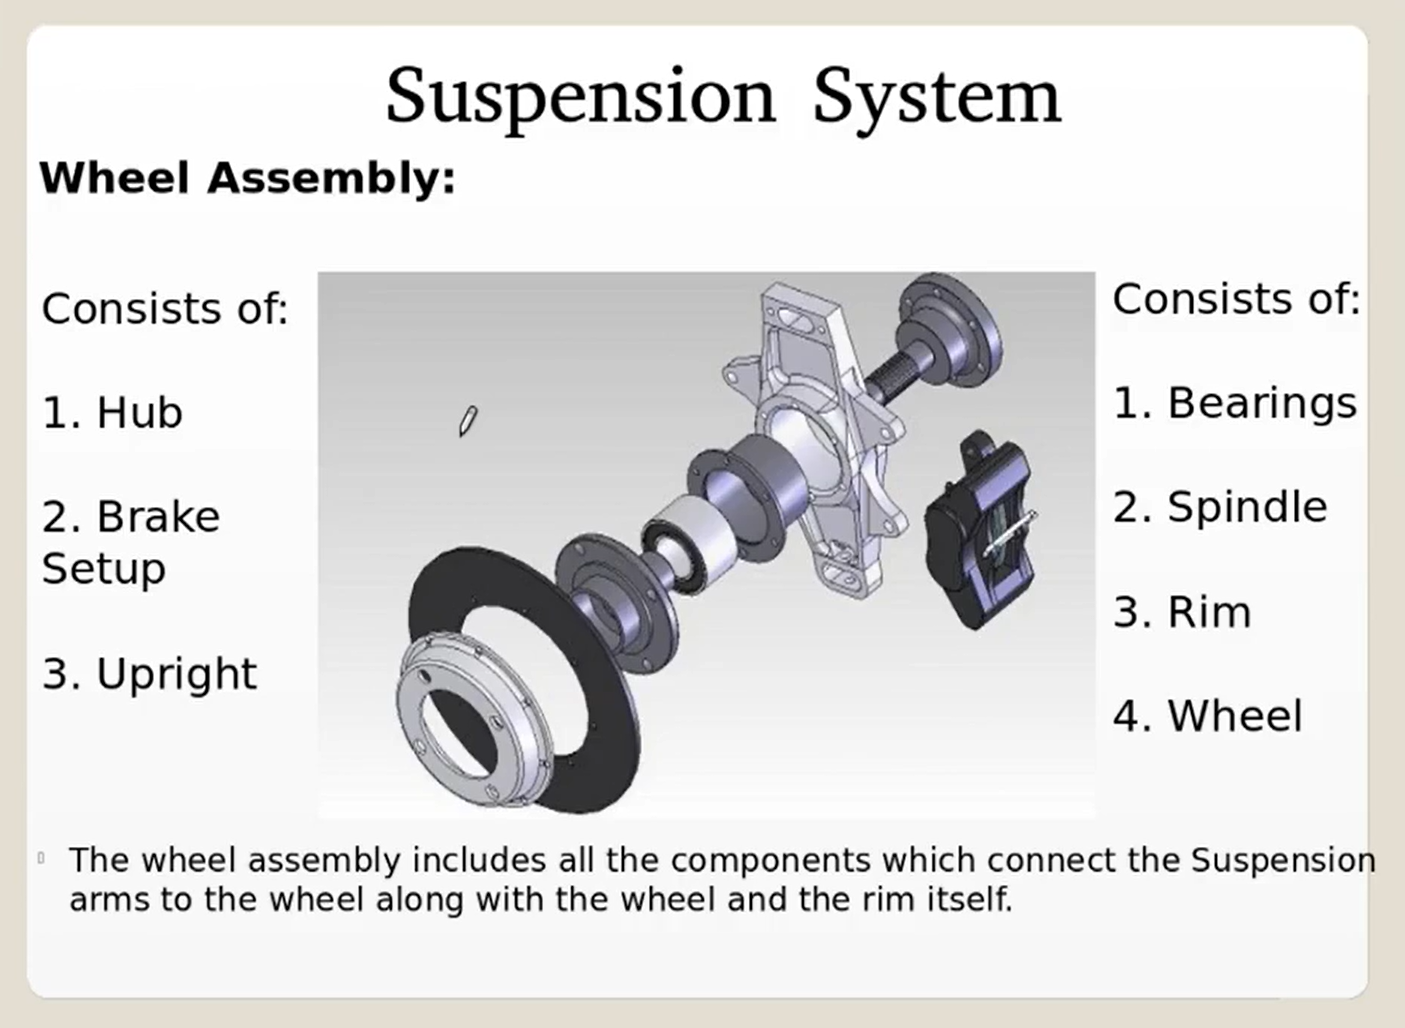 Suspension System
Wheel Assembly:
Consists of:
1. Hub
2. Brake
Setup
3. Upright
Consists of:
1. Bearings
2. Spindle
3. Rim
4. Wheel
The wheel assembly includes all the components which connect the Suspension
arms to the wheel along with the wheel and the rim itself.